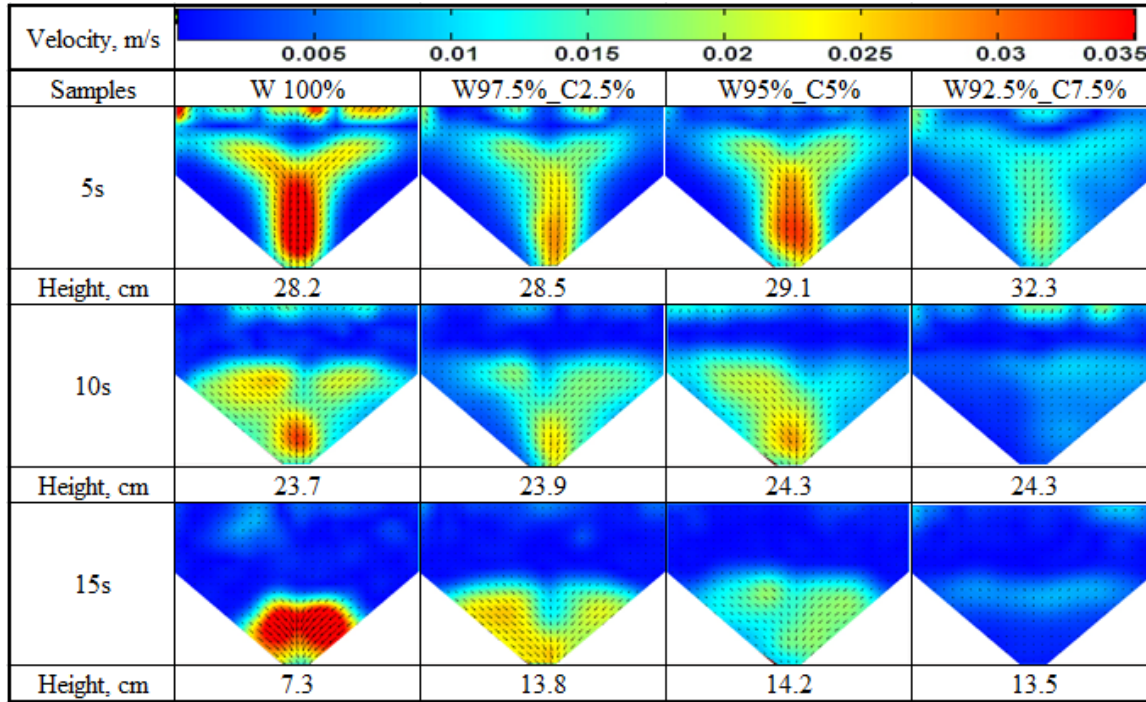 Velocity, m/s
0.005 0.01 0.015 0.02 0.025 0.03 0.035
Samples W 100% W97.5%_C2.5% W95%_C5% W92.5%_C7.5%
5s
Height, cm 28.2 28.5 29.1 32.3
10s
Height, cm 23.7 23.9 24.3 24.3
15s
Height, cm 7.3 13.8 14.2 13.5